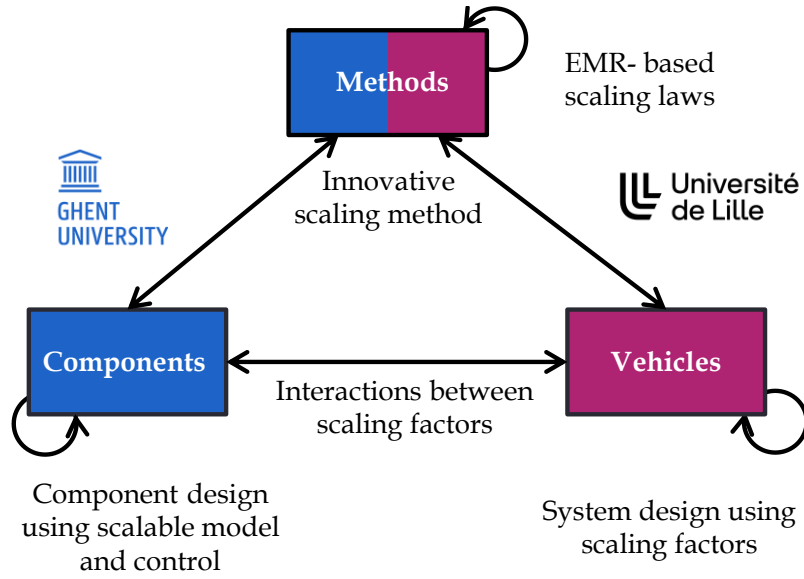 Methods
EMR- based
scaling laws
GHENT
UNIVERSITY
Innovative
scaling method
Université
de Lille
Components
Interactions between
scaling factors
Vehicles
Component design
using scalable model
and control
System design using
scaling factors